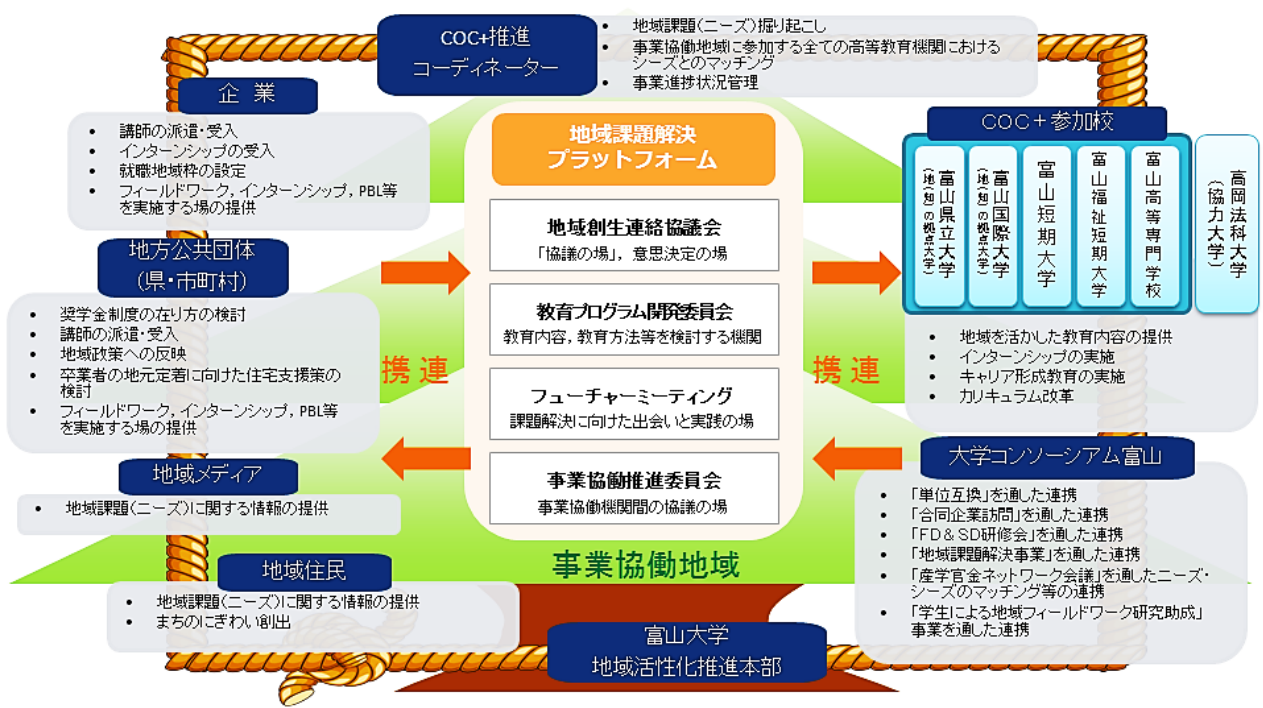 COC+推進
コーディネーター
• 地域課題(ニーズ)掘り起こし
• 事業協働地域に参加する全ての高等教育機関における
シーズとのマッチング
• 事業進捗状況管理
企 業
• 講師の派遣・受入
• インターンシップの受入
• 就職地域枠の設定
• フィールドワーク, インターンシップ, PBL等
を実施する場の提供
地方公共団体
(県・市町村)
• 奨学金制度の在り方の検討
• 講師の派遣・受入
• 地域政策への反映
• 卒業者の地元定着に向けた住宅支援策の
検討
• フィールドワーク, インターンシップ, PBL等
を実施する場の提供
地域メディア
• 地域課題(ニーズ)に関する情報の提供
地域住民
• 地域課題(ニーズ)に関する情報の提供
• まちのにぎわい創出
携 連
地域課題解決
プラットフォーム
地域創生連絡協議会
「協議の場」, 意思決定の場
教育プログラム開発委員会
教育内容, 教育方法等を検討する機関
フューチャーミーティング
課題解決に向けた出会いと実践の場
事業協働推進委員会
事業協働機関間の協議の場
事業協働地域
携 連
COC＋参加校
富山県立大学
(地(知)の拠点大学)
富山国際大学
(地(知)の拠点大学)
富山短期大学
富山福祉短期大学
富山高等専門学校
高岡法科大学
(協力大学)
• 地域を活かした教育内容の提供
• インターンシップの実施
• キャリア形成教育の実施
• カリキュラム改革
大学コンソーシアム富山
• 「単位互換」を通した連携
• 「合同企業訪問」を通した連携
• 「FD＆SD研修会」を通した連携
• 「地域課題解決事業」を通した連携
• 「産学官金ネットワーク会議」を通したニーズ・
シーズのマッチング等の連携
• 「学生による地域フィールドワーク研究助成」
事業を通した連携
富山大学
地域活性化推進本部